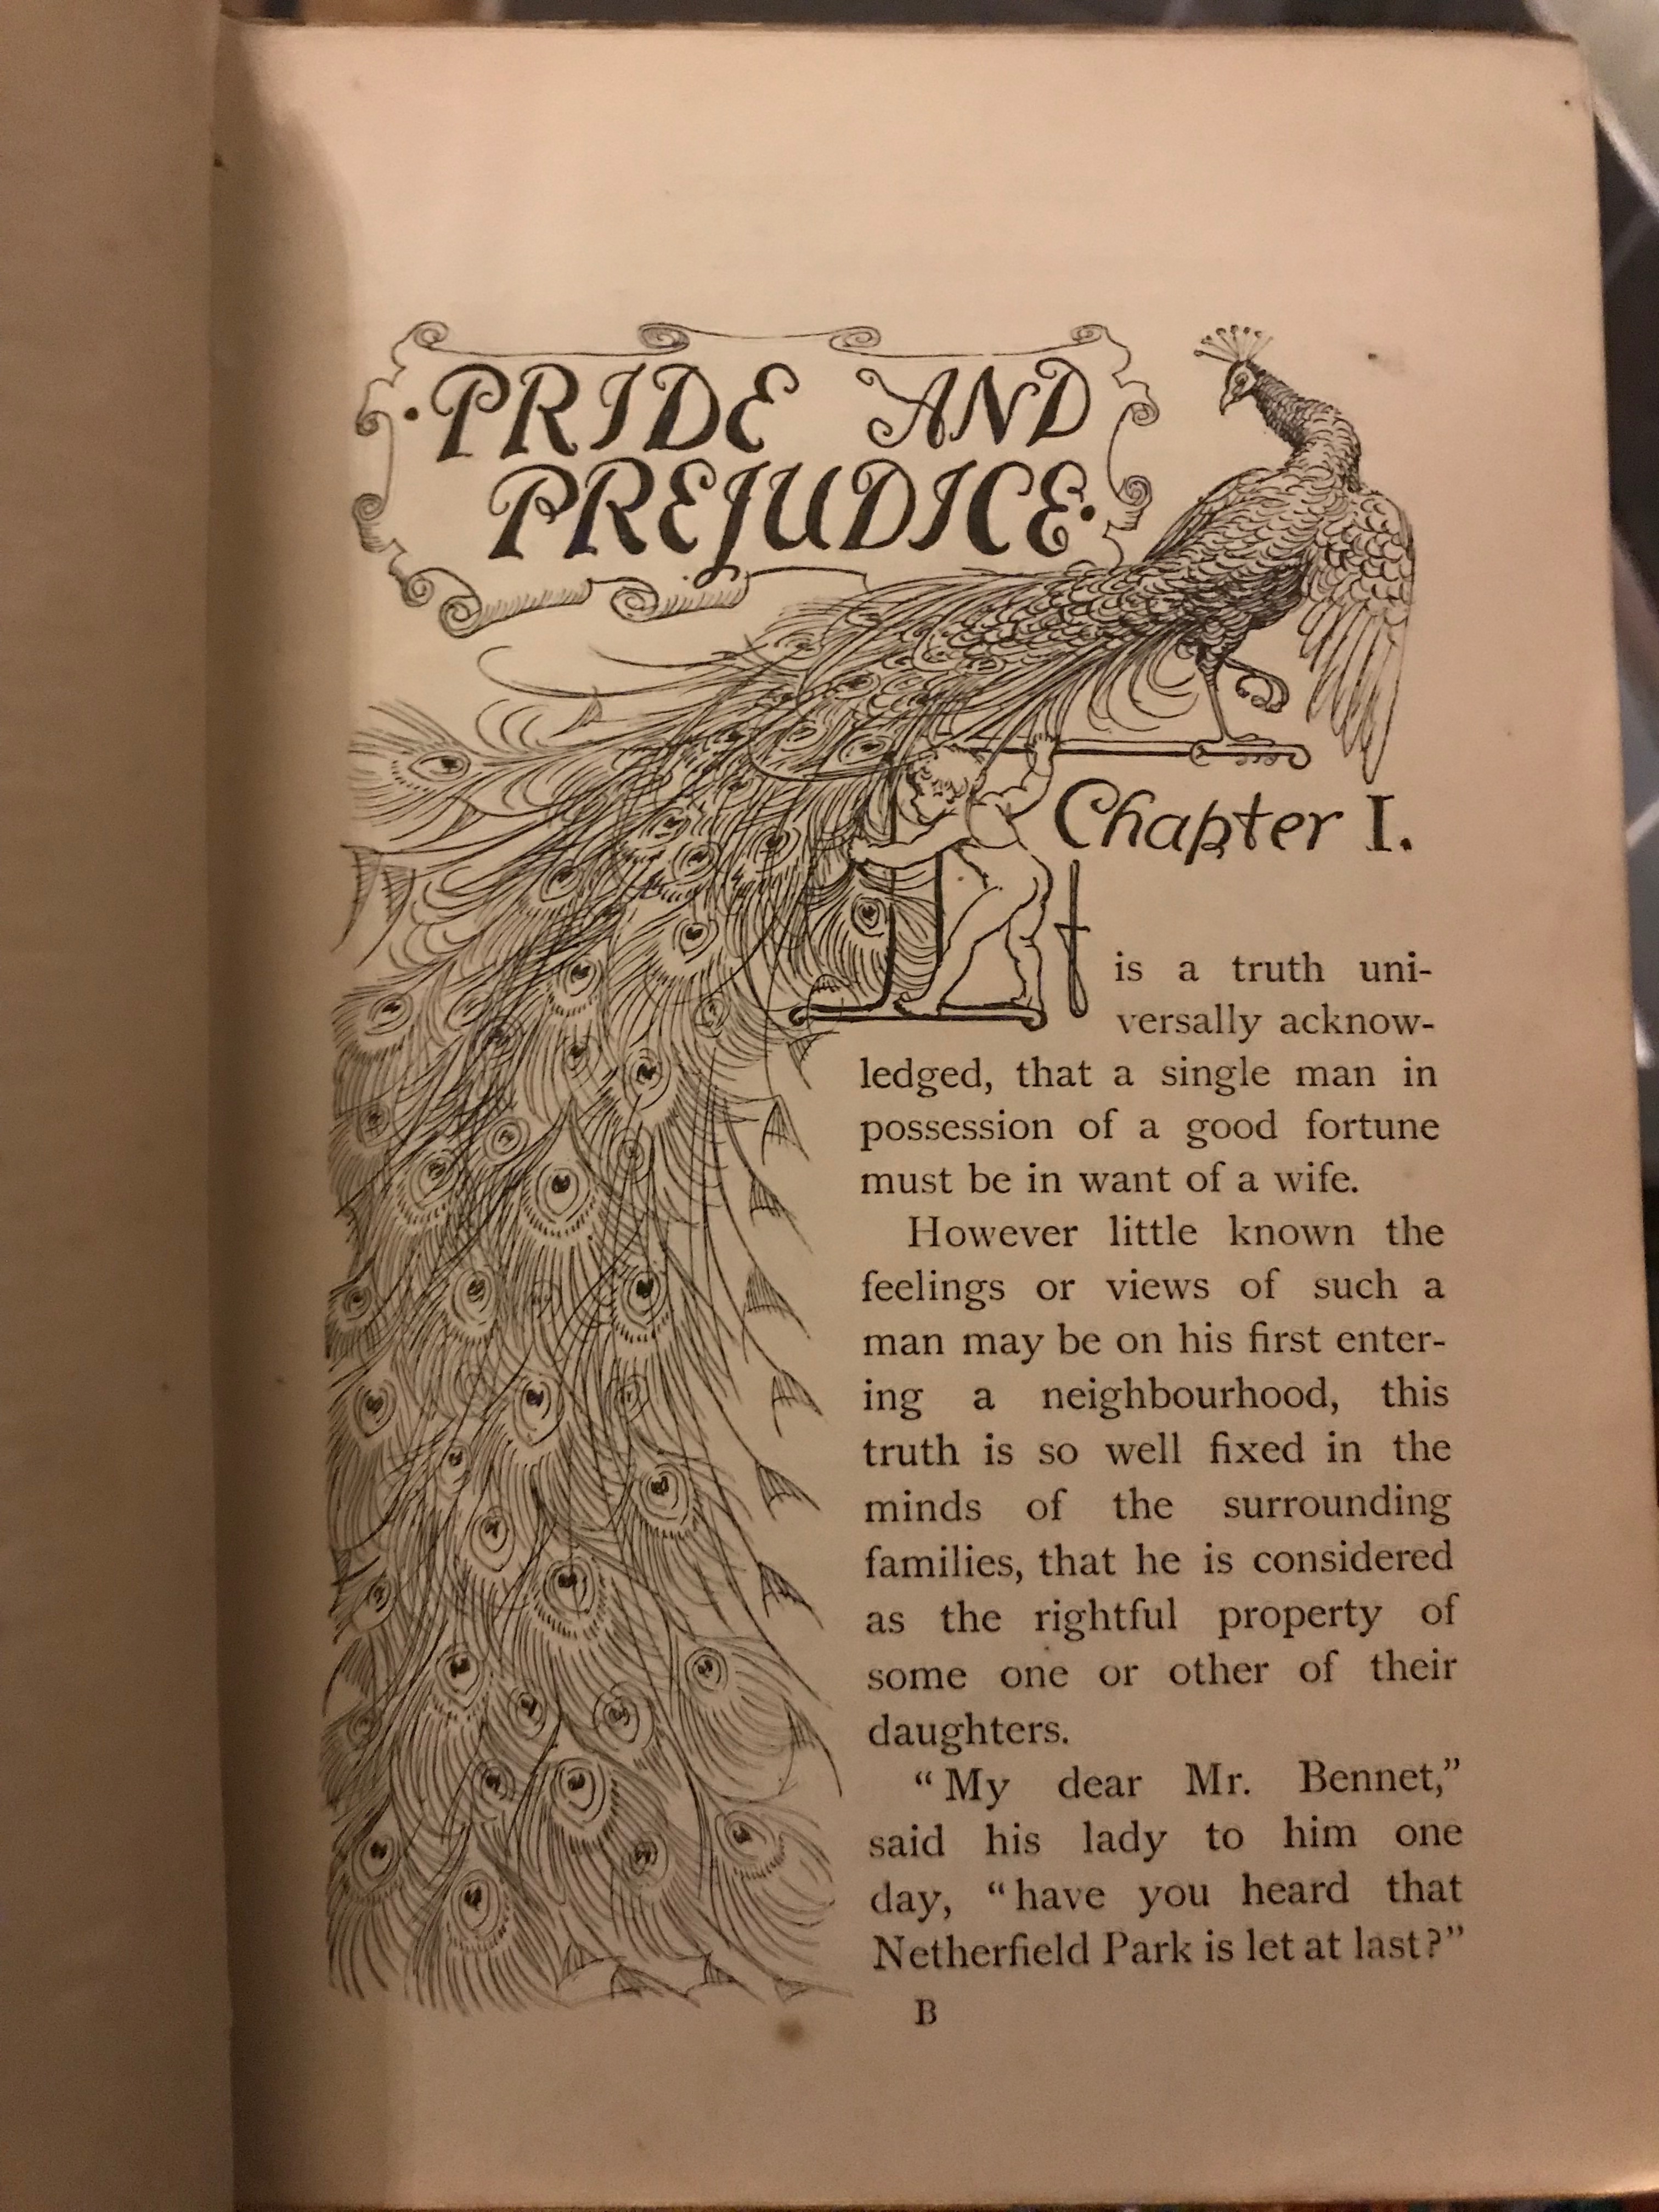 ·PRIDE AND
PREJUDICE·
Chapter I.
It is a truth uni-
versally acknow-
ledged, that a single man in
possession of a good fortune
must be in want of a wife.
However little known the
feelings or views of such a
man may be on his first enter-
ing a neighbourhood, this
truth is so well fixed in the
minds of the surrounding
families, that he is considered
as the rightful property of
some one or other of their
daughters.
“My dear Mr. Bennet,”
said his lady to him one
day, “have you heard that
Netherfield Park is let at last?”
B